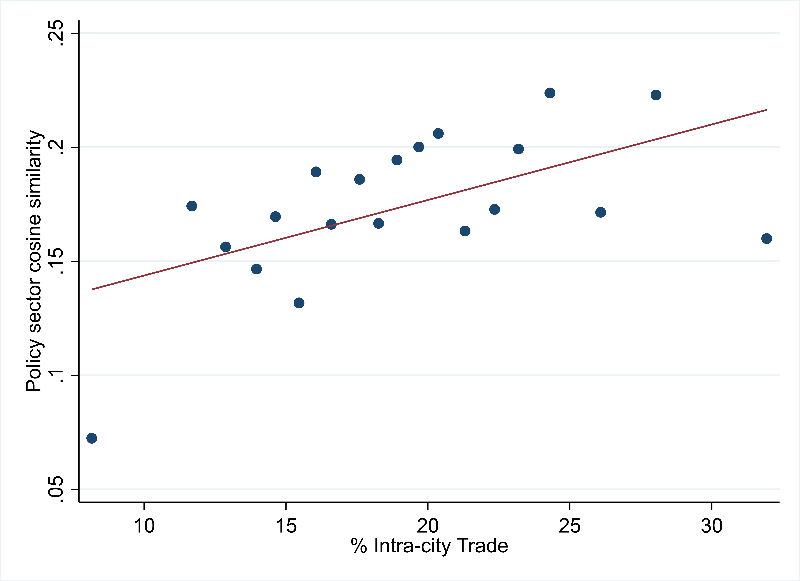 Policy sector cosine similarity
.25
.2
.15
.1
.05
10 15 20 25 30
% Intra-city Trade